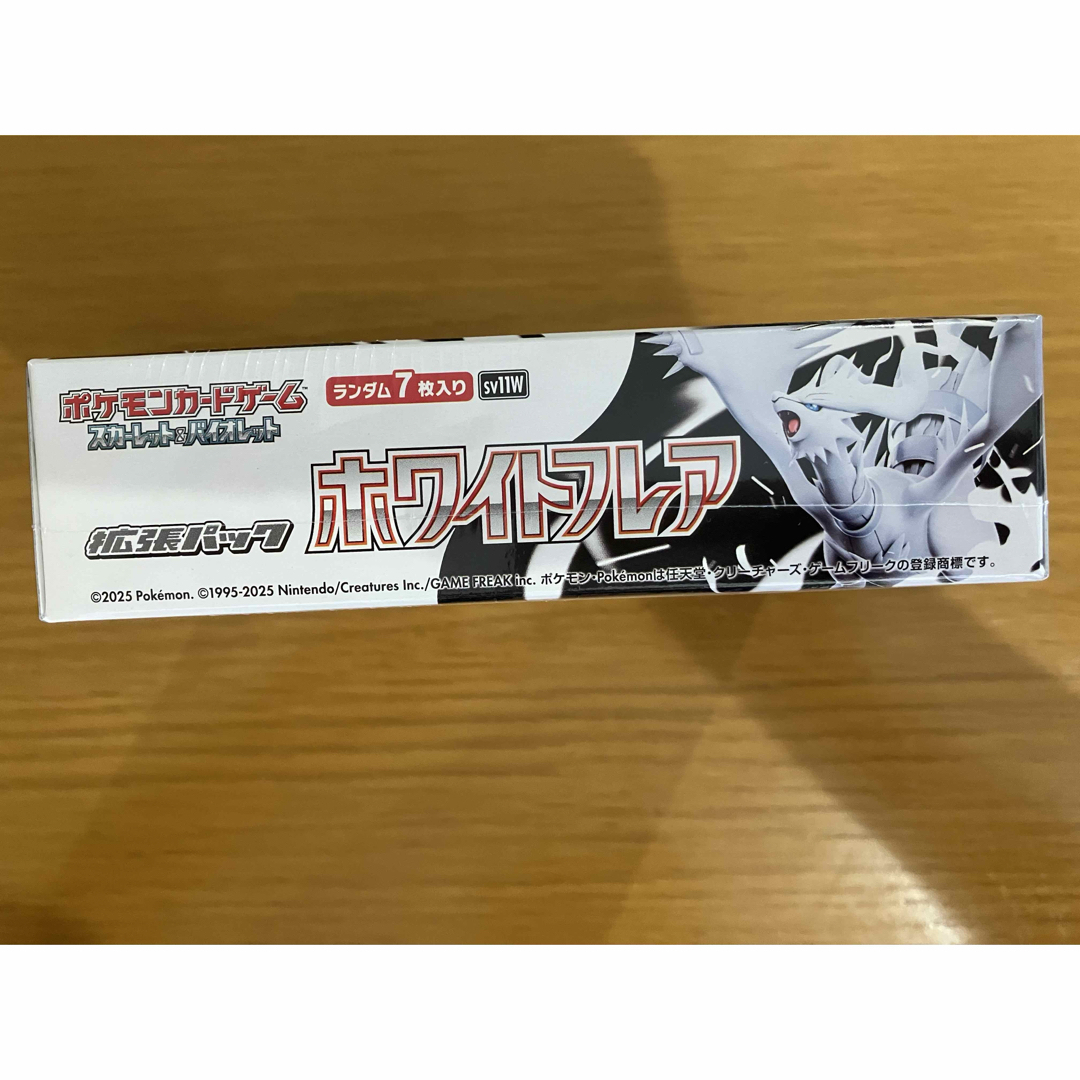 ポケモンカードゲーム™
スカーレット&バイオレット
ランダム7枚入り
SV11W
拡張パック
ホワイトフレア
©2025 Pokémon. ©1995-2025 Nintendo/Creatures Inc./GAME FREAK inc. ポケモン・Pokémonは任天堂・クリーチャーズ・ゲームフリークの登録商標です。